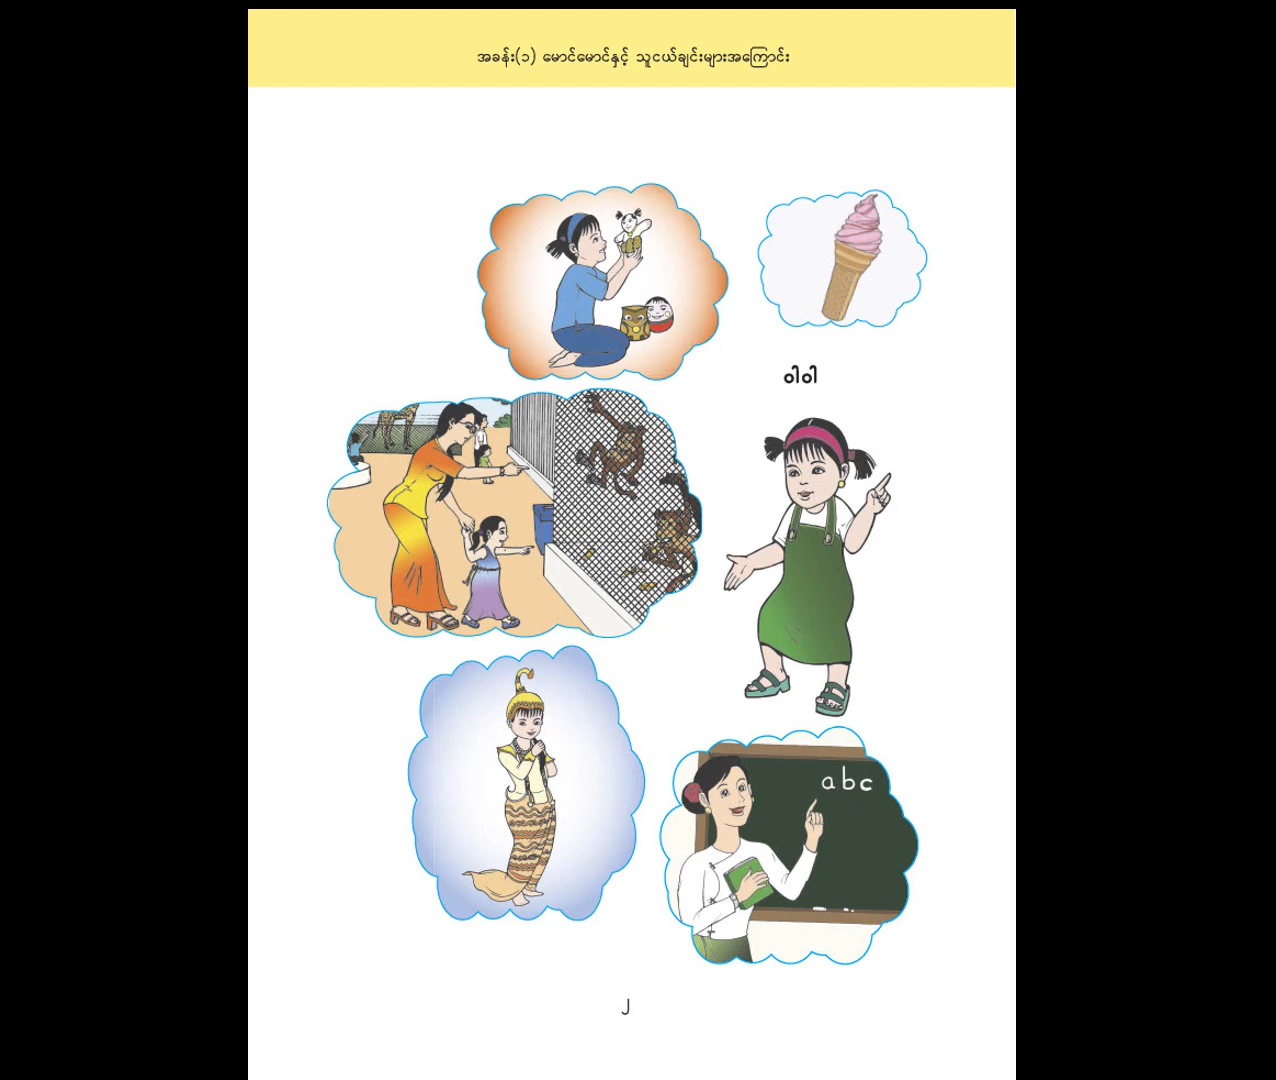 အခန်း(၁) မောင်မောင်နှင့် သူငယ်ချင်းများအကြောင်း
ဝါဝါ
a b c
၂